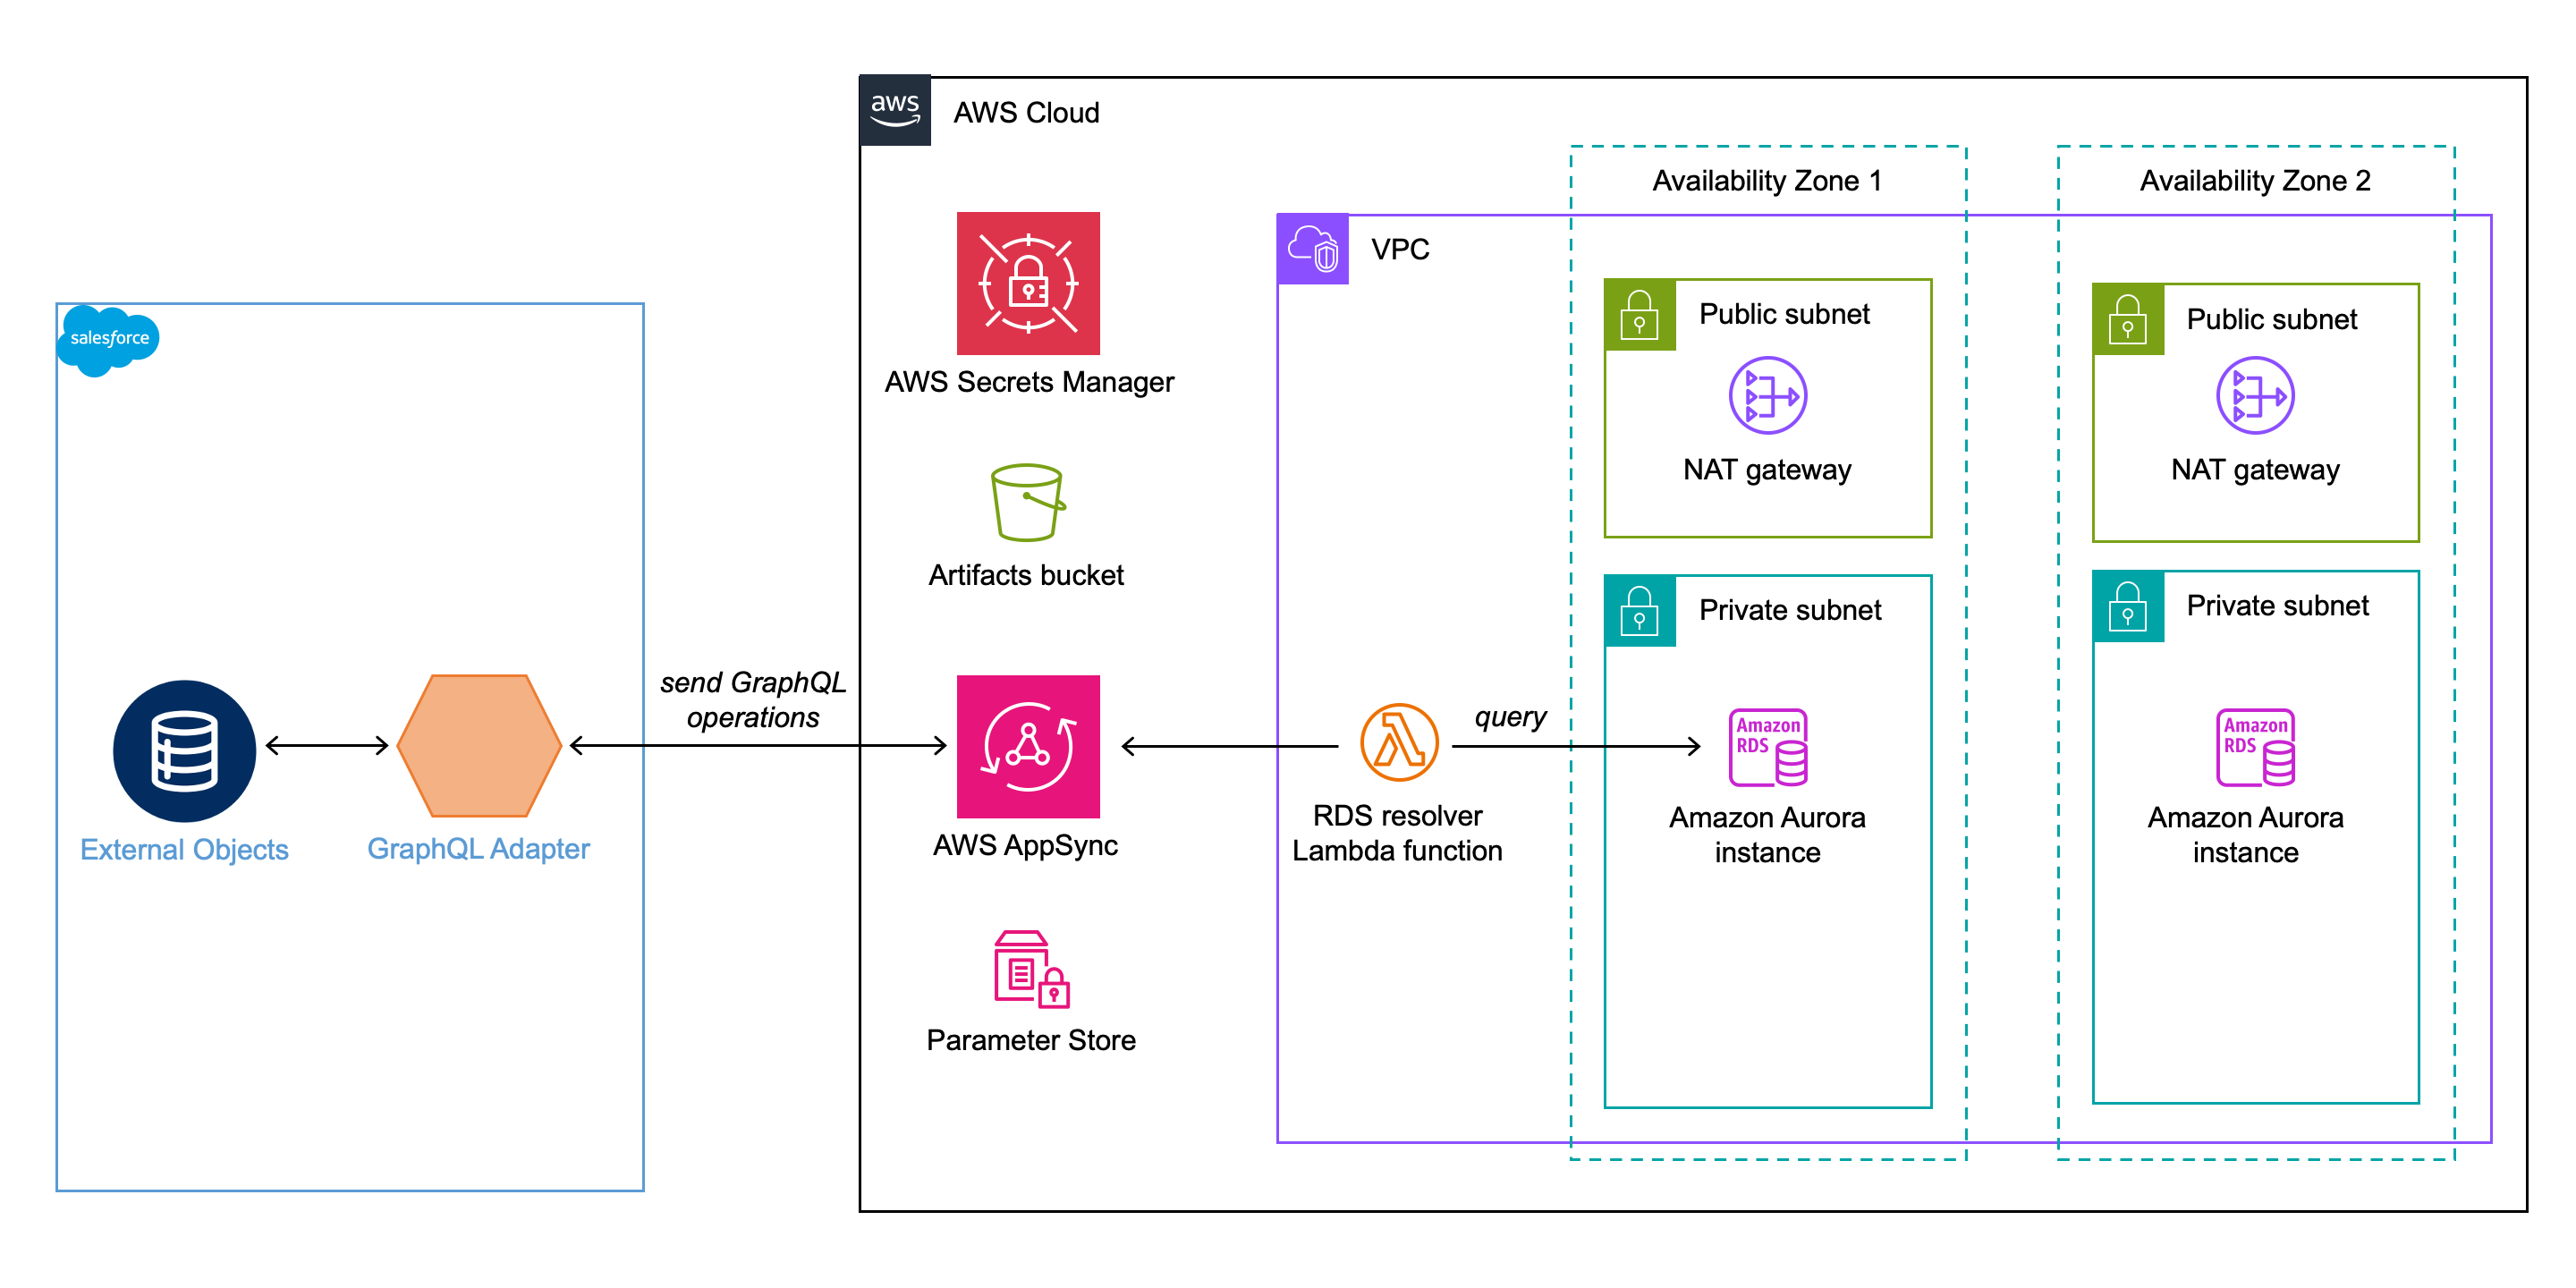 aws
AWS Cloud
Availability Zone 1
Availability Zone 2
VPC
salesforce
Public subnet
Public subnet
AWS Secrets Manager
NAT gateway
NAT gateway
Artifacts bucket
Private subnet
Private subnet
send GraphQL
operations
query
Amazon
RDS
Amazon
RDS
External Objects
GraphQL Adapter
AWS AppSync
RDS resolver
Lambda function
Amazon Aurora
instance
Amazon Aurora
instance
Parameter Store